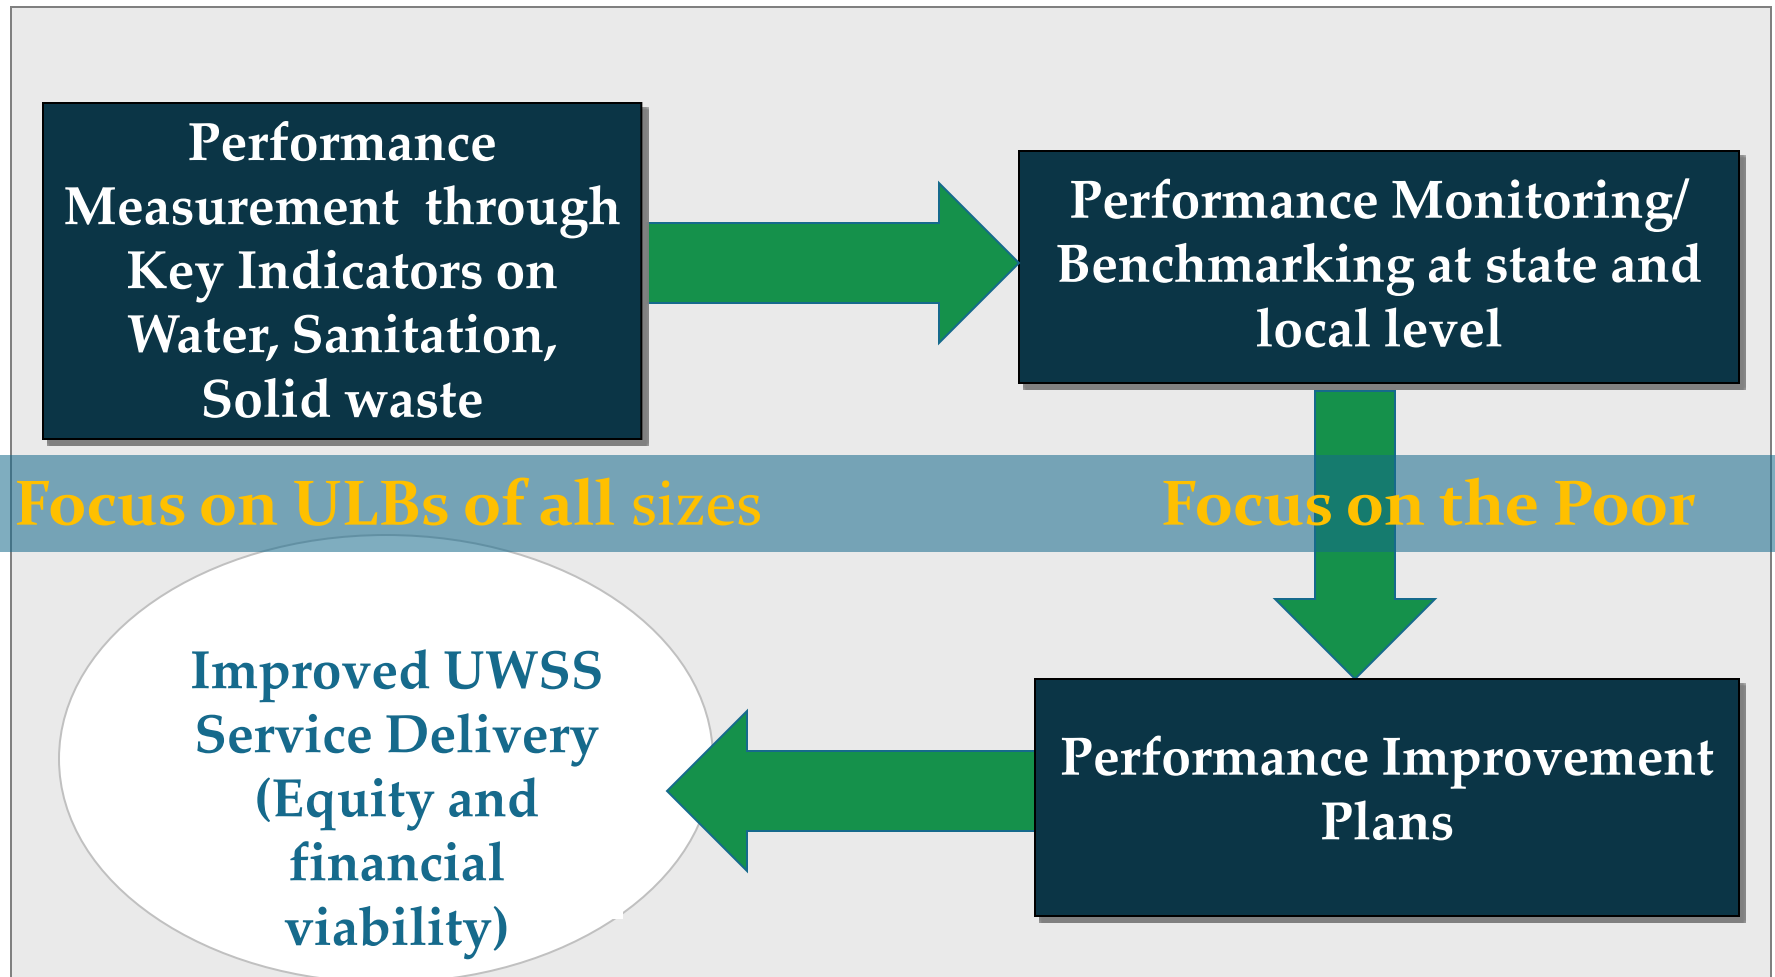 Performance
Measurement through
Key Indicators on
Water, Sanitation,
Solid waste
Performance Monitoring/
Benchmarking at state and
local level
Focus on ULBs of all sizes
Focus on the Poor
Improved UWSS
Service Delivery
(Equity and
financial
viability)
Performance Improvement
Plans